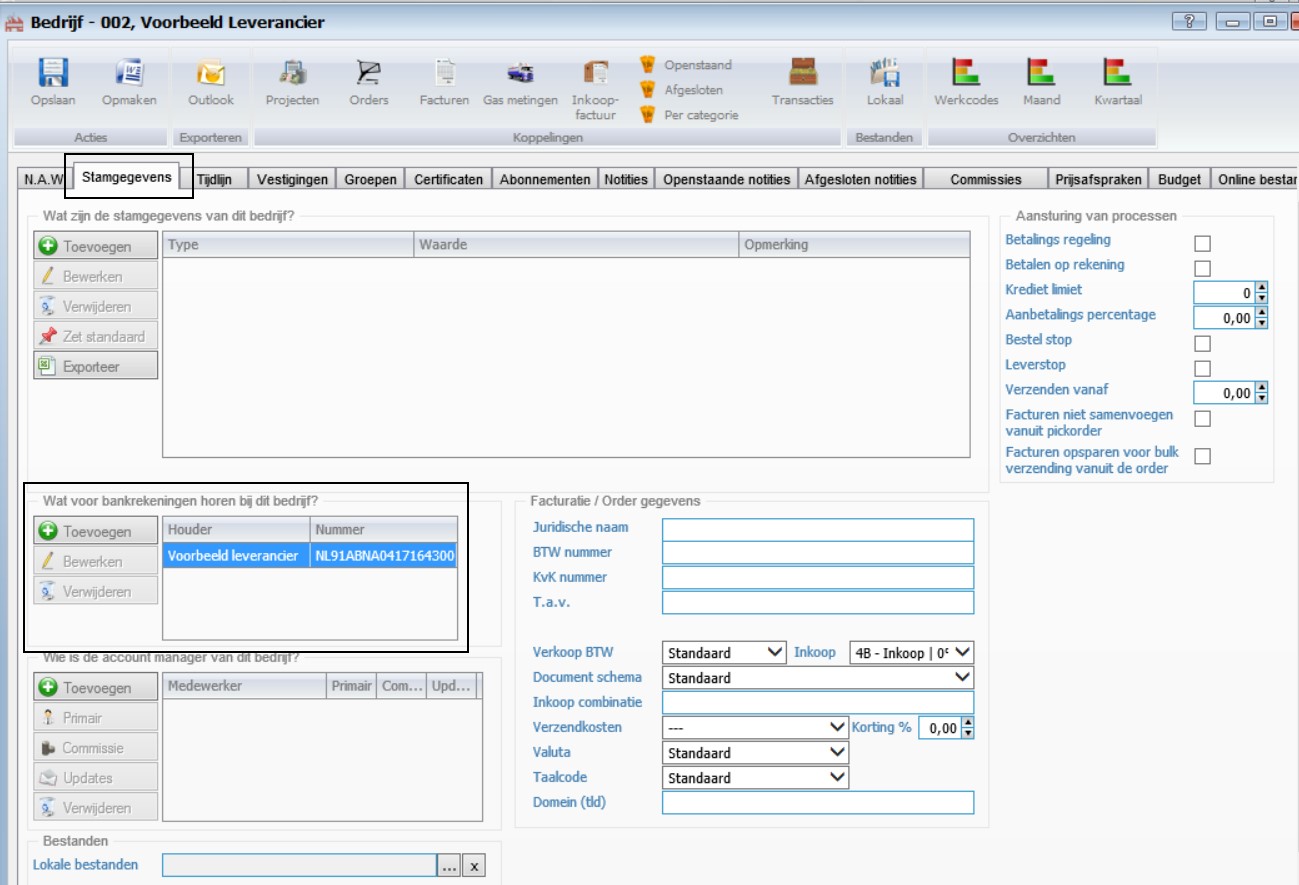 Bedrijf - 002, Voorbeeld Leverancier
?
Opslaan
Opmaken
Outlook
Projecten
Orders
Facturen
Gas metingen
Inkoop-
factuur
Openstaand
Afgesloten
Per categorie
Transacties
Lokaal
Werkcodes
Maand
Kwartaal
Acties
Exporteren
Koppelingen
Bestanden
Overzichten
N.A.W
Stamgegevens
Tijdlijn
Vestigingen
Groepen
Certificaten
Abonnementen
Notities
Openstaande notities
Afgesloten notities
Commissies
Prijsafspraken
Budget
Online bestan
Wat zijn de stamgegevens van dit bedrijf?
Toevoegen
Bewerken
Verwijderen
Zet standaard
Exporteer
Type
Waarde
Opmerking
Aansturing van processen
Betalings regeling
Betalen op rekening
Krediet limiet
0
Aanbetalings percentage
0,00
Bestel stop
Leverstop
Verzenden vanaf
0,00
Facturen niet samenvoegen
vanuit pickorder
Facturen opsparen voor bulk
verzending vanuit de order
Wat voor bankrekeningen horen bij dit bedrijf?
Toevoegen
Bewerken
Verwijderen
Houder
Nummer
Voorbeeld leverancier
NL91ABNA0417164300
Facturatie / Order gegevens
Juridische naam
BTW nummer
KvK nummer
T.a.v.
Verkoop BTW
Standaard
Inkoop
4B - Inkoop | 0
Document schema
Standaard
Inkoop combinatie
Verzendkosten
---
Korting %
0,00
Valuta
Standaard
Taalcode
Standaard
Domein (tld)
Wie is de account manager van dit bedrijf?
Toevoegen
Primair
Commissie
Updates
Verwijderen
Medewerker
Primair
Com...
Upd...
Bestanden
Lokale bestanden
...
x